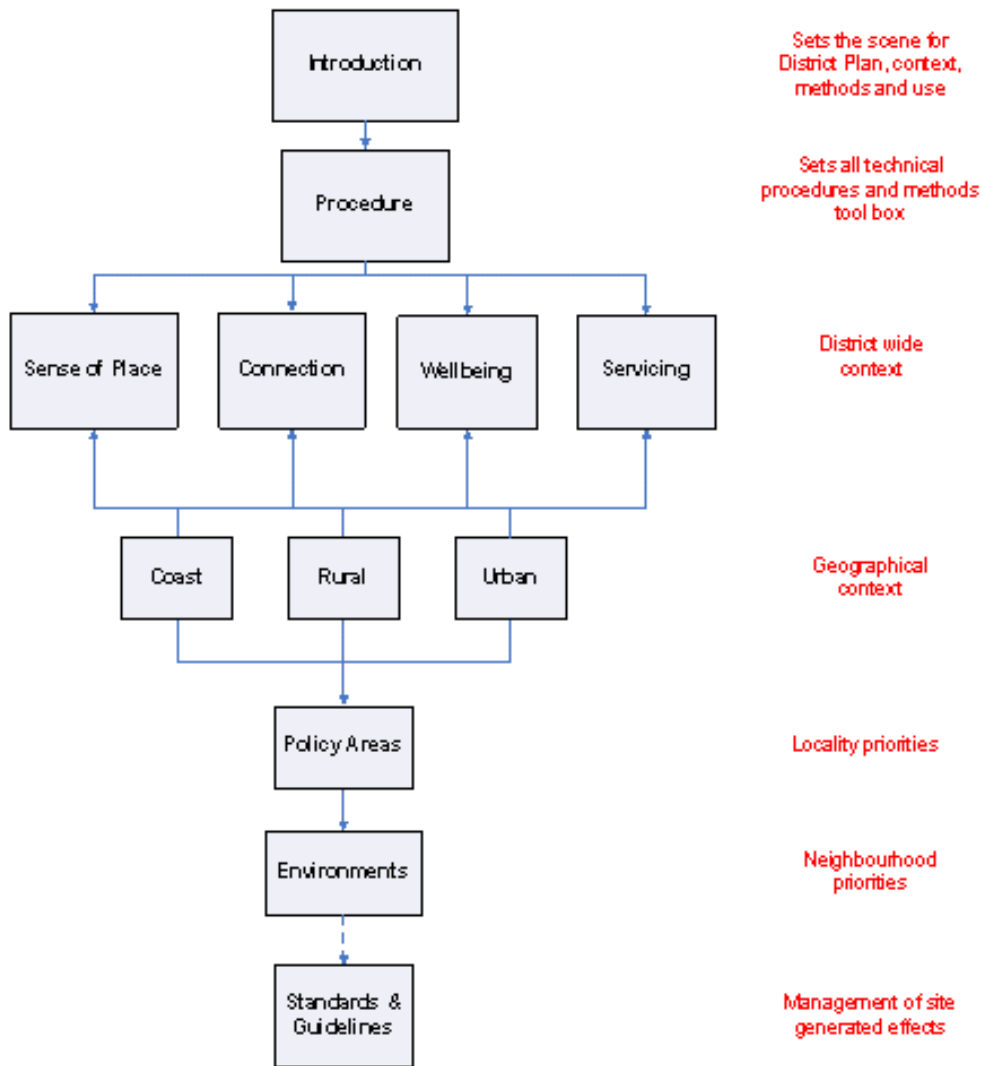 Introduction
Sets the scene for
District Plan, context,
methods and use
Procedure
Sets all technical
procedures and methods
tool box
Sense of Place
Connection
Wellbeing
Servicing
District wide
context
Coast
Rural
Urban
Geographical
context
Policy Areas
Locality priorities
Environments
Neighbourhood
priorities
Standards &
Guidelines
Management of site
generated effects